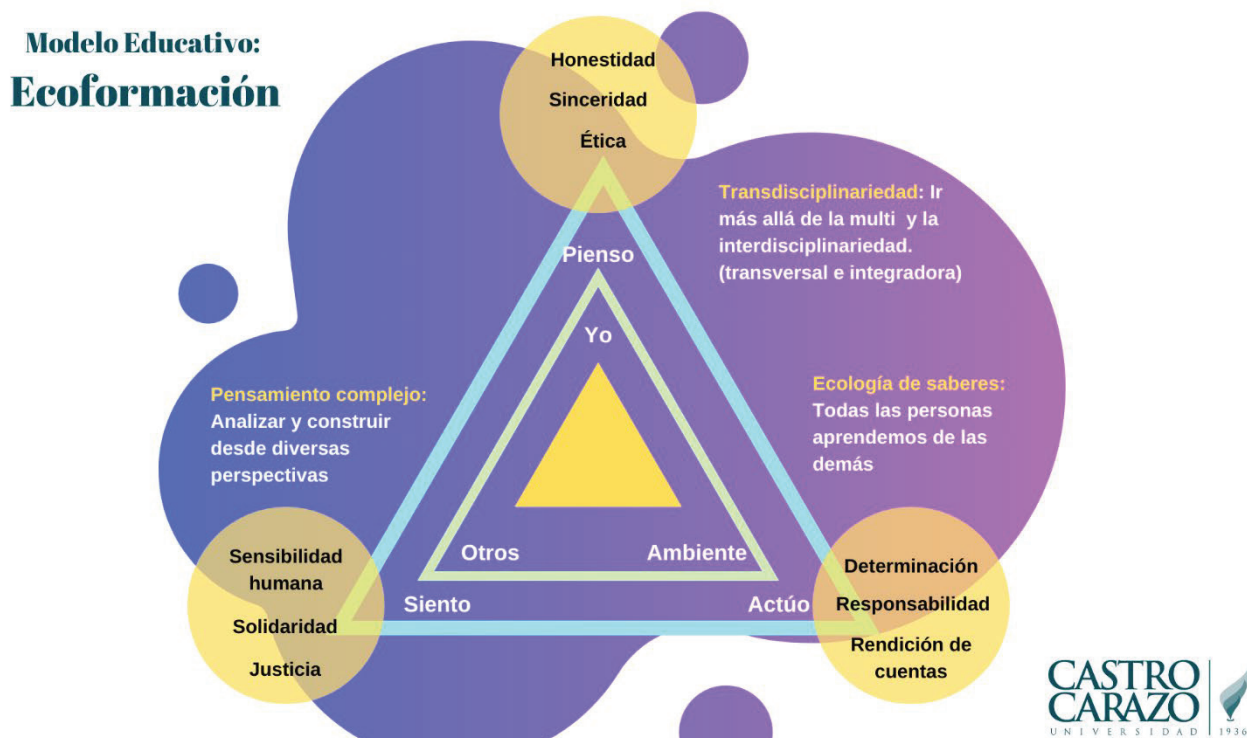 Modelo Educativo:
Ecoformación
Honestidad
Sinceridad
Ética
Transdisciplinariedad: Ir
más allá de la multi y la
interdisciplinariedad.
(transversal e integradora)
Pienso
Yo
Pensamiento complejo:
Analizar y construir
desde diversas
perspectivas
Ecología de saberes:
Todas las personas
aprendemos de las
demás
Otros
Ambiente
Siento
Actúo
Sensibilidad
humana
Solidaridad
Justicia
Determinación
Responsabilidad
Rendición de
cuentas
CASTRO
CARAZO
UNIVERSIDAD 1936